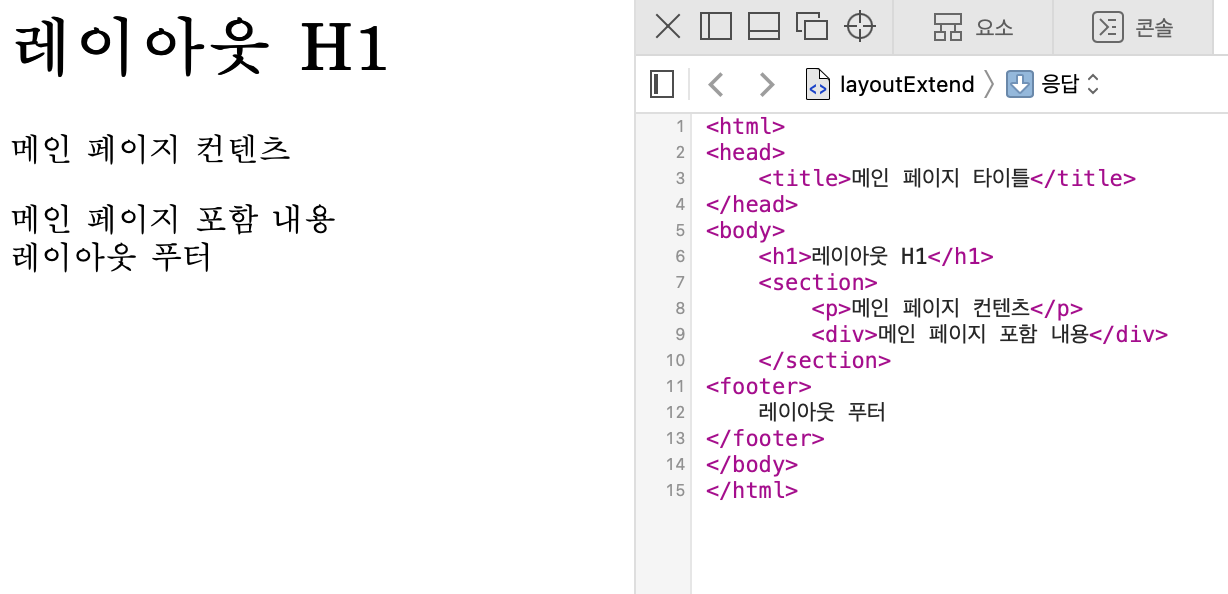 레이아웃 H1
메인 페이지 컨텐츠
메인 페이지 포함 내용
레이아웃 푸터
요소
콘솔
layoutExtend
응답
1 <html>
2 <head>
3 <title>메인 페이지 타이틀</title>
4 </head>
5 <body>
6 <h1>레이아웃 H1</h1>
7 <section>
8 <p>메인 페이지 컨텐츠</p>
9 <div>메인 페이지 포함 내용</div>
10 </section>
11 <footer>
12 레이아웃 푸터
13 </footer>
14 </body>
15 </html>